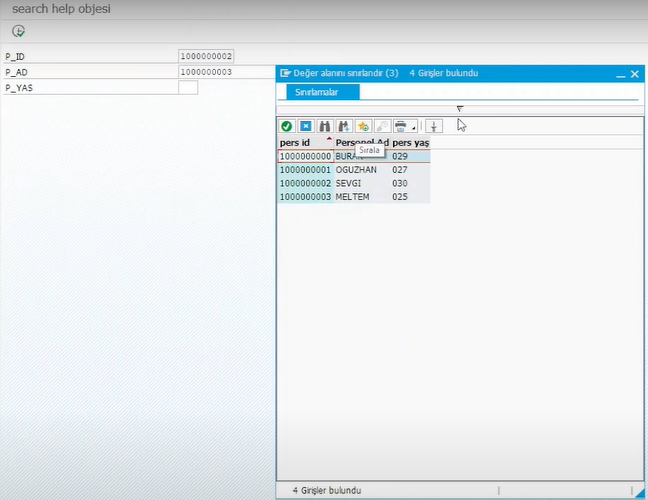 search help objesi
P_ID 1000000002
P_AD 1000000003
P_YAS
Değer alanını sınırlandır (3) 4 Girişler bulundu
Sınırlamalar
pers id Personel Ad pers yaş
Sırala
1000000000 BURAK 029
1000000001 OGUZHAN 027
1000000002 SEVGI 030
1000000003 MELTEM 025
4 Girişler bulundu